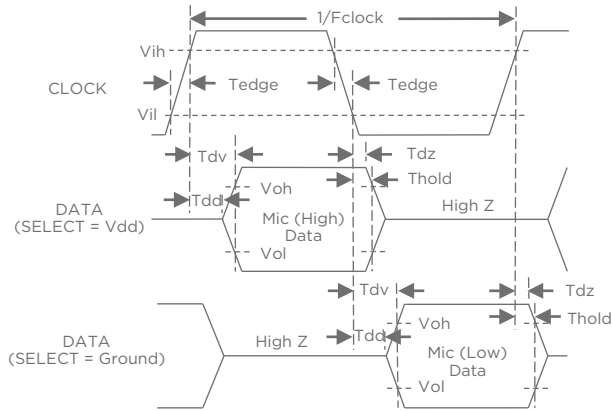 1/Fclock
Vih
CLOCK
Tedge
Tedge
Vil
Tdv
Tdz
Tdd
Voh
Thold
DATA
(SELECT = Vdd)
Mic (High)
Data
High Z
Vol
Tdv
Tdz
Voh
Thold
DATA
(SELECT = Ground)
High Z
Tdd
Mic (Low)
Data
Vol